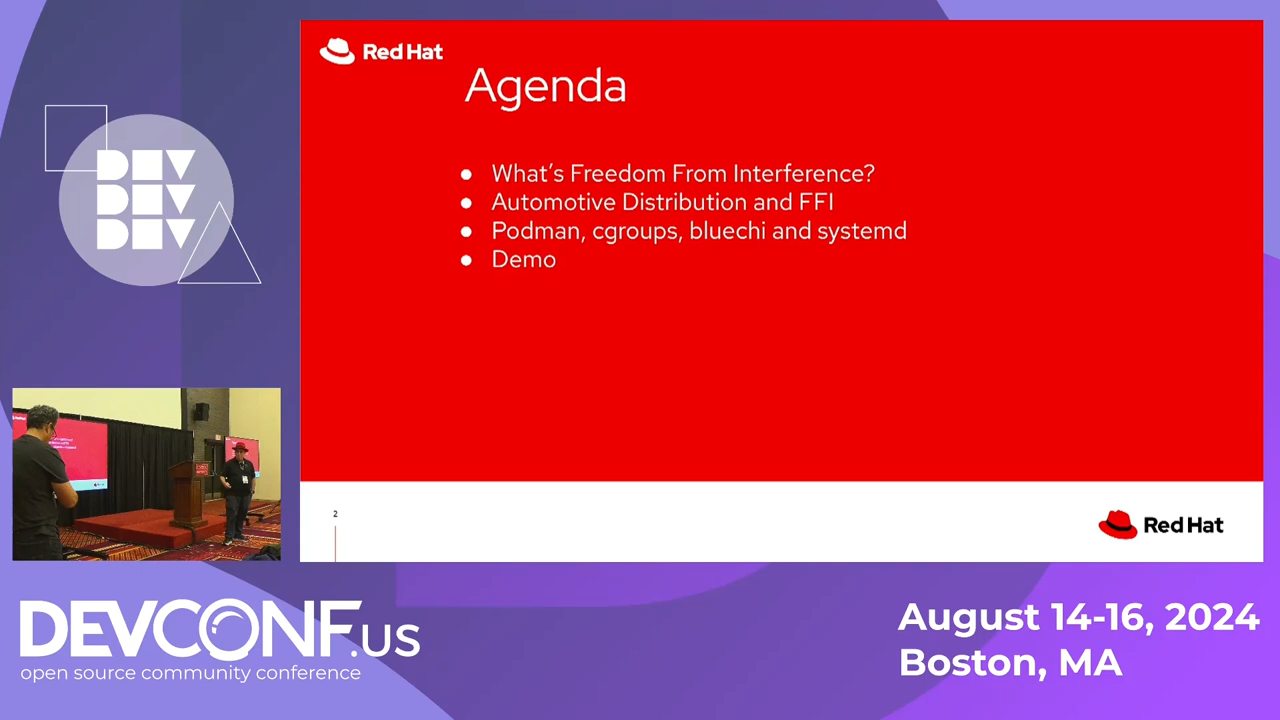 Red Hat
Agenda
● What's Freedom From Interference?
● Automotive Distribution and FFI
● Podman, cgroups, bluechi and systemd
● Demo
2
Red Hat
DEV
DEV
DEV
DEVCONF.US
open source community conference
August 14-16, 2024
Boston, MA